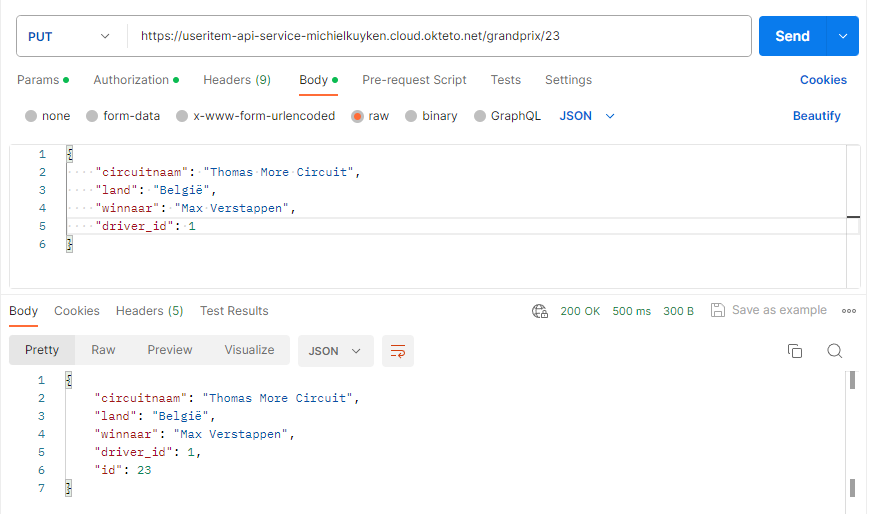 PUT https://useritem-api-service-michielkuyken.cloud.okteto.net/grandprix/23 Send
Params Authorization Headers (9) Body Pre-request Script Tests Settings Cookies
none form-data x-www-form-urlencoded raw binary GraphQL JSON Beautify
1 {
2 "circuitnaam": "Thomas More Circuit",
3 "land": "België",
4 "winnaar": "Max Verstappen",
5 "driver_id": 1
6 }
Body Cookies Headers (5) Test Results 200 OK 500 ms 300 B Save as example
Pretty Raw Preview Visualize JSON
1 {
2 "circuitnaam": "Thomas More Circuit",
3 "land": "België",
4 "winnaar": "Max Verstappen",
5 "driver_id": 1,
6 "id": 23
7 }